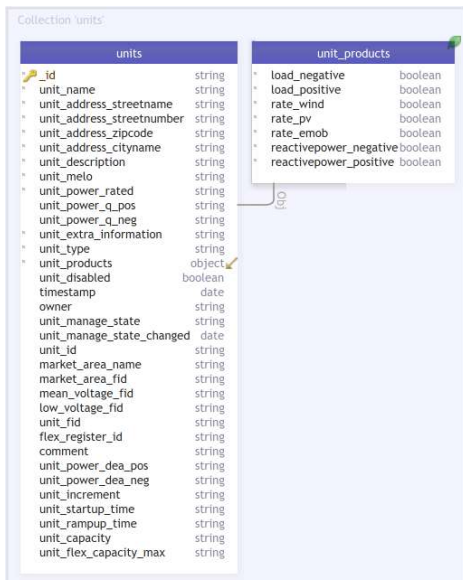 Collection 'units'
units
* _id string
* unit_name string
* unit_address_streetname string
* unit_address_streetnumber string
* unit_address_zipcode string
* unit_address_cityname string
* unit_description string
* unit_melo string
* unit_power_rated string
unit_power_q_pos string
unit_power_q_neg string
* unit_extra_information string
* unit_type string
* unit_products object
unit_disabled boolean
timestamp date
owner string
unit_manage_state string
unit_manage_state_changed date
unit_id string
market_area_name string
market_area_fid string
mean_voltage_fid string
low_voltage_fid string
unit_fid string
flex_register_id string
comment string
unit_power_dea_pos string
unit_power_dea_neg string
unit_increment string
unit_startup_time string
unit_rampup_time string
unit_capacity string
unit_flex_capacity_max string
unit_products
* load_negative boolean
* load_positive boolean
* rate_wind boolean
* rate_pv boolean
* rate_emob boolean
* reactivepower_negative boolean
* reactivepower_positive boolean
Obj